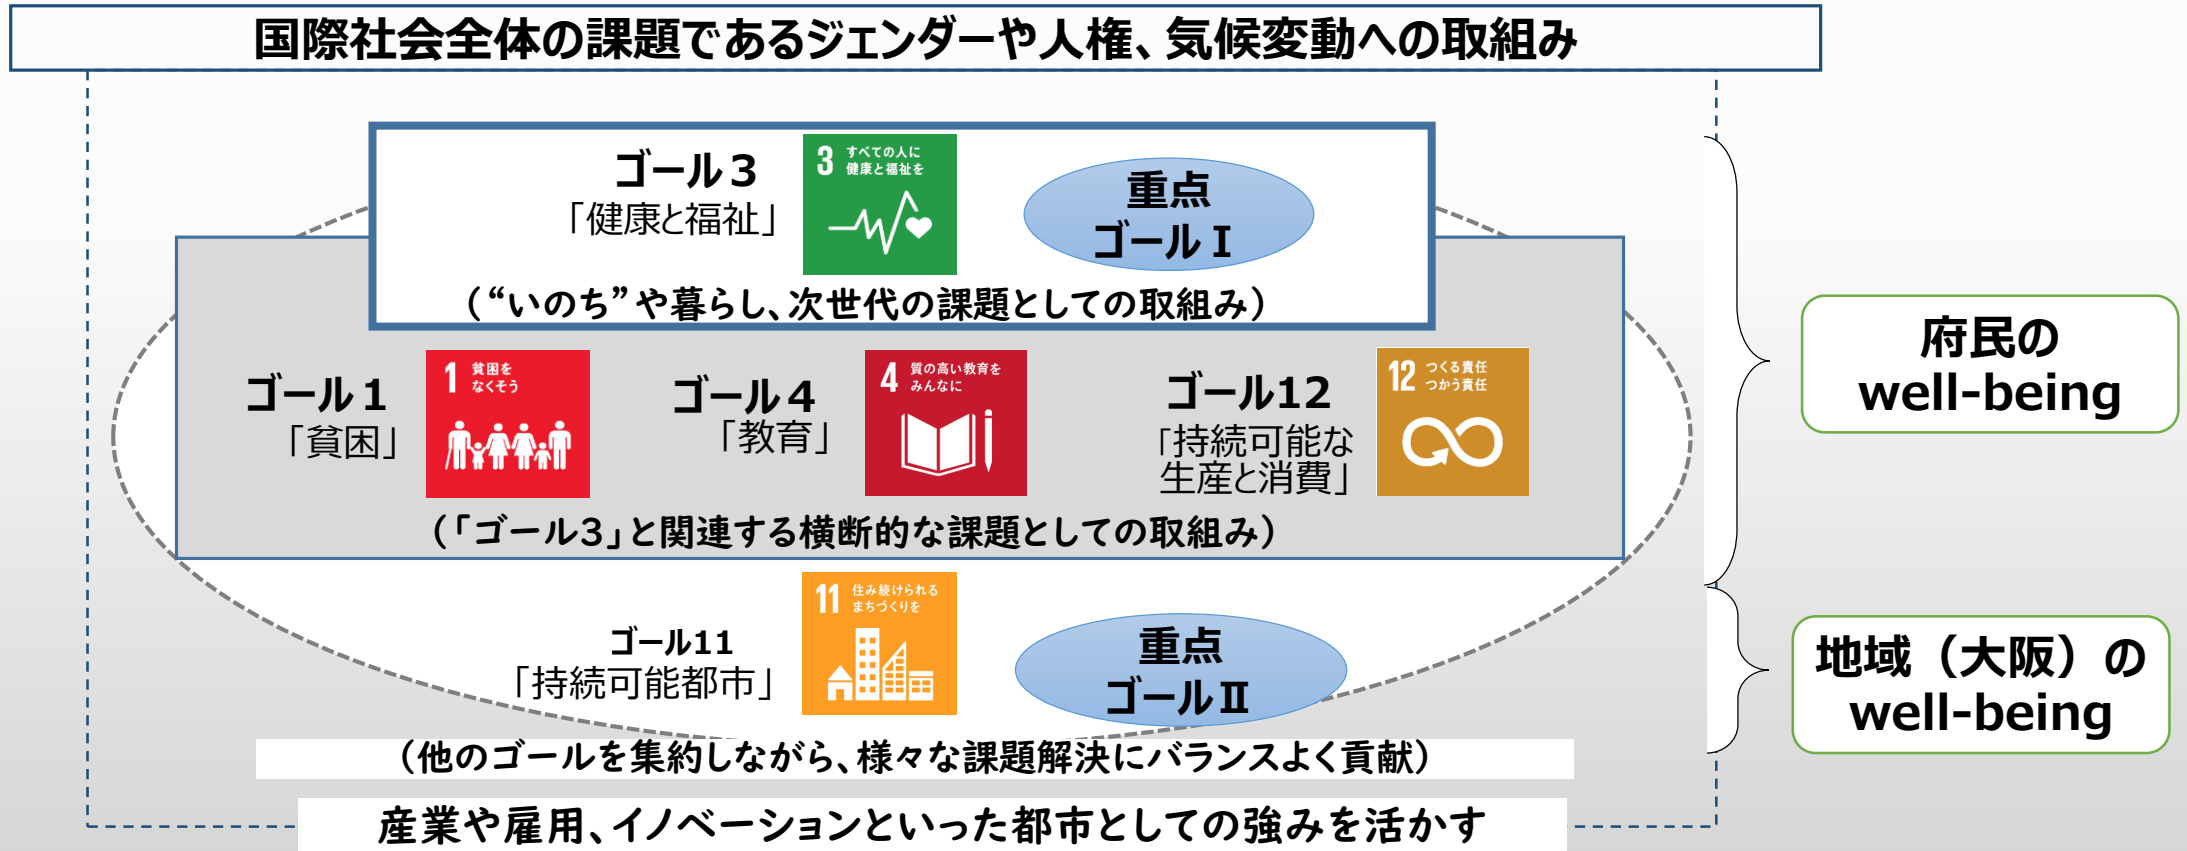 国際社会全体の課題であるジェンダーや人権、気候変動への取組み
ゴール３
「健康と福祉」
3 すべての人に
健康と福祉を
重点
ゴールⅠ
（“いのち”や暮らし、次世代の課題としての取組み）
ゴール１
「貧困」
1 貧困を
なくそう
ゴール４
「教育」
4 質の高い教育を
みんなに
ゴール12
「持続可能な
生産と消費」
12 つくる責任
つかう責任
（「ゴール３」と関連する横断的な課題としての取組み）
ゴール11
「持続可能都市」
11 住み続けられる
まちづくりを
重点
ゴールⅡ
（他のゴールを集約しながら、様々な課題解決にバランスよく貢献）
産業や雇用、イノベーションといった都市としての強みを活かす
府民の
well-being
地域（大阪）の
well-being